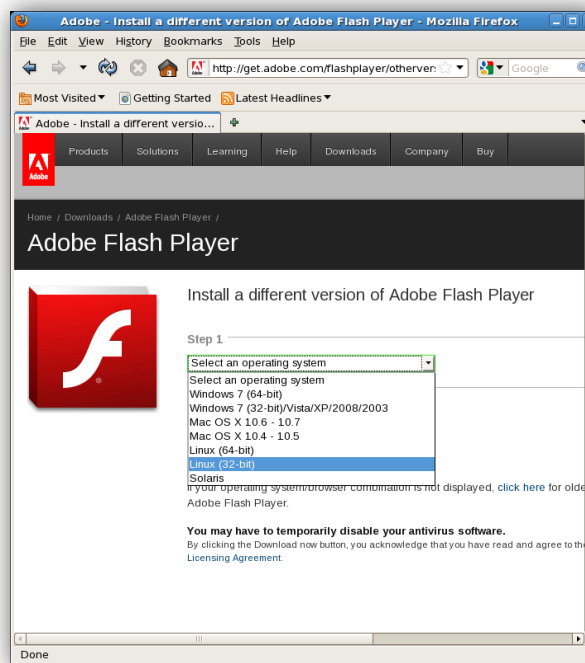 Adobe - Install a different version of Adobe Flash Player - Mozilla Firefox
File Edit View History Bookmarks Tools Help
http://get.adobe.com/flashplayer/otherver: Google
Most Visited Getting Started Latest Headlines
Adobe - Install a different versio...
Adobe Products Solutions Learning Help Downloads Company Buy
Home / Downloads / Adobe Flash Player /
Adobe Flash Player
Install a different version of Adobe Flash Player
Step 1
Select an operating system
Select an operating system
Windows 7 (64-bit)
Windows 7 (32-bit)/Vista/XP/2008/2003
Mac OS X 10.6 - 10.7
Mac OS X 10.4 - 10.5
Linux (64-bit)
Linux (32-bit)
Solaris
If your operating system/browser combination is not displayed, click here for olde
Adobe Flash Player.
You may have to temporarily disable your antivirus software.
By clicking the Download now button, you acknowledge that you have read and agree to the
Licensing Agreement.
Done